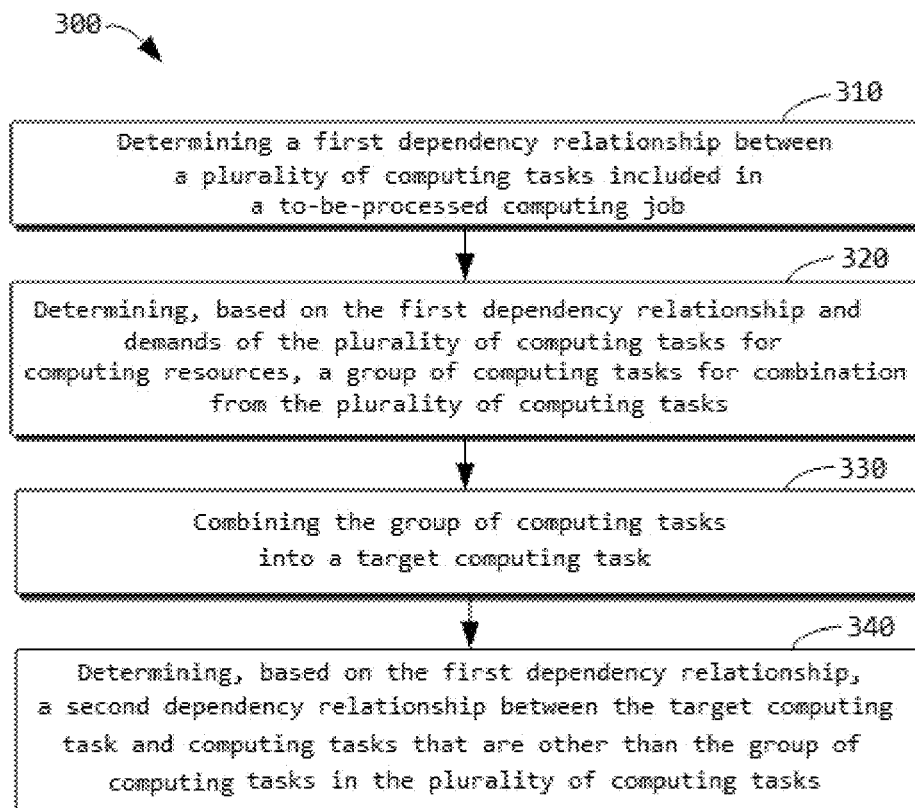 300
310
Determining a first dependency relationship between
a plurality of computing tasks included in
a to-be-processed computing job
320
Determining, based on the first dependency relationship and
demands of the plurality of computing tasks for
computing resources, a group of computing tasks for combination
from the plurality of computing tasks
330
Combining the group of computing tasks
into a target computing task
340
Determining, based on the first dependency relationship,
a second dependency relationship between the target computing
task and computing tasks that are other than the group of
computing tasks in the plurality of computing tasks